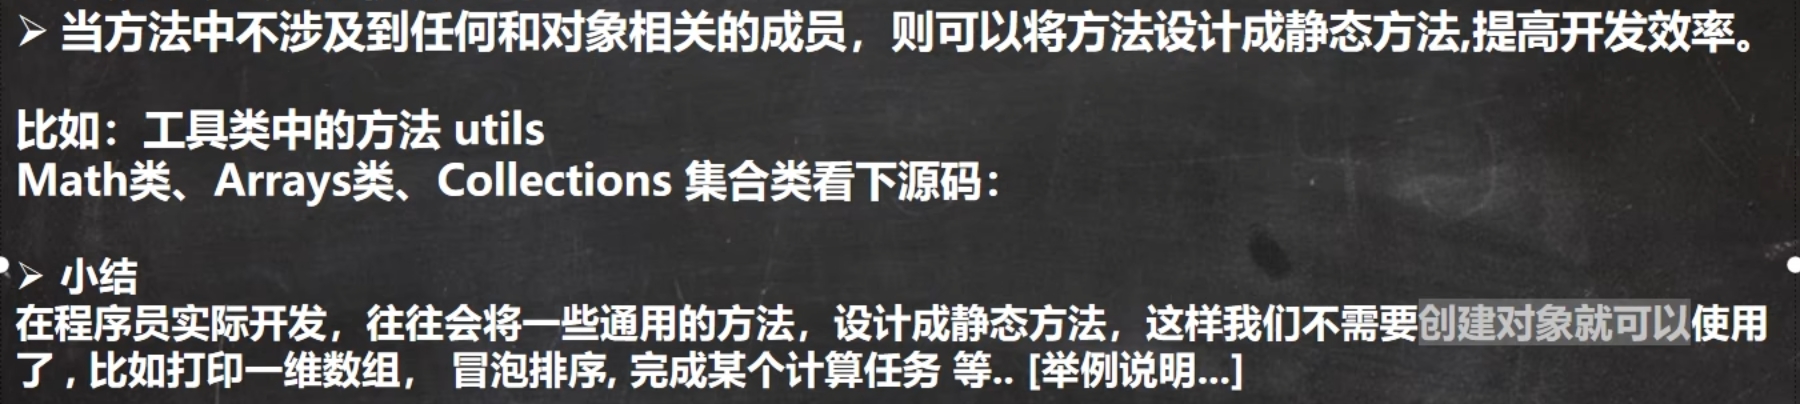 ➢ 当方法中不涉及到任何和对象相关的成员，则可以将方法设计成静态方法,提高开发效率。
比如：工具类中的方法 utils
Math类、Arrays类、Collections 集合类看下源码：
➢ 小结
在程序员实际开发，往往会将一些通用的方法，设计成静态方法，这样我们不需要创建对象就可以使用
了 , 比如打印一维数组， 冒泡排序, 完成某个计算任务 等.. [举例说明...]